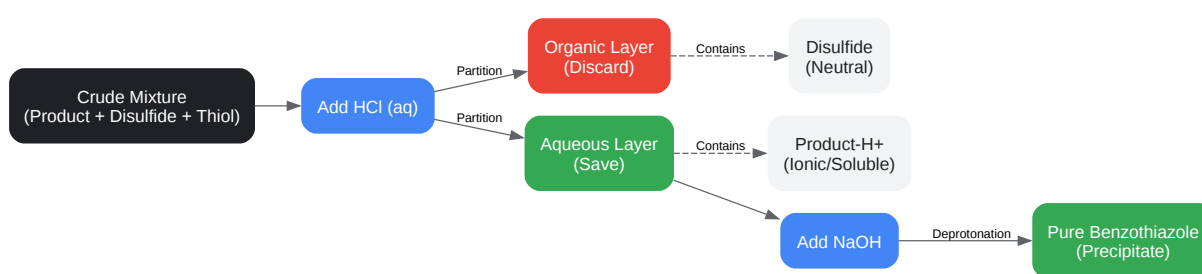 Crude Mixture
(Product + Disulfide + Thiol)
Add HCl (aq)
Partition
Partition
Organic Layer
(Discard)
Contains
Disulfide
(Neutral)
Aqueous Layer
(Save)
Contains
Product-H+
(Ionic/Soluble)
Add NaOH
Deprotonation
Pure Benzothiazole
(Precipitate)